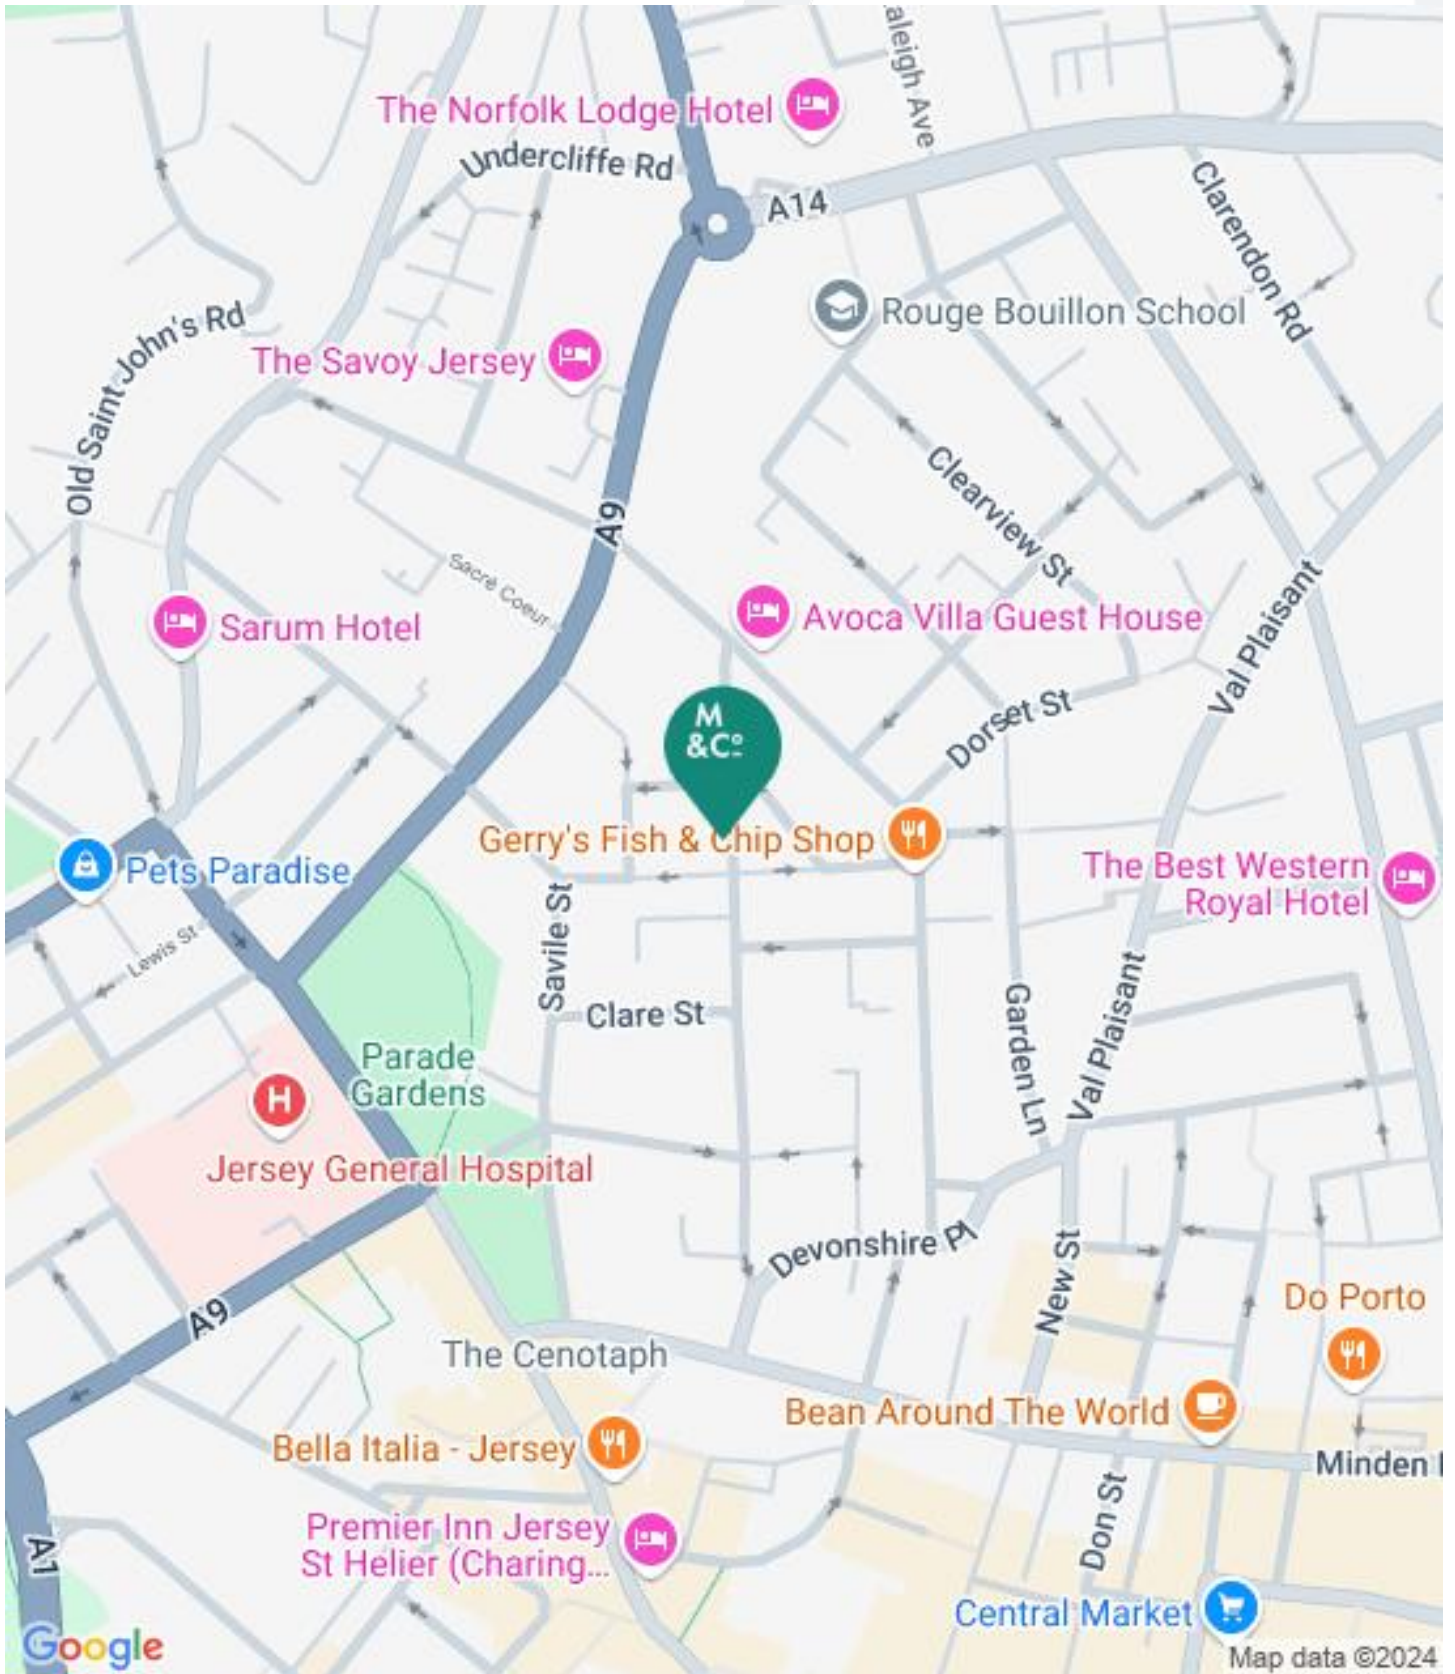 aleigh Ave
The Norfolk Lodge Hotel
Undercliffe Rd
A14
Clarendon Rd
Rouge Bouillon School
Old Saint John's Rd
The Savoy Jersey
Clearview St
A9
Sacré Coeur
Val Plaisant
Sarum Hotel
Avoca Villa Guest House
Dorset St
M
&Cº
Gerry's Fish & Chip Shop
Pets Paradise
The Best Western
Royal Hotel
Lewis St
Savile St
Clare St
Garden Ln
Val Plaisant
Parade
Gardens
H
Jersey General Hospital
Devonshire Pl
New St
A9
Do Porto
The Cenotaph
Bean Around The World
Bella Italia - Jersey
Minden
Don St
Premier Inn Jersey
St Helier (Charing...
A1
Central Market
Google
Map data ©2024